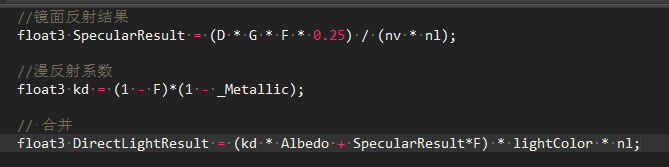 //镜面反射结果
float3 SpecularResult = (D * G * F * 0.25) / (nv * nl);
//漫反射系数
float3 kd = (1 - F)*(1 - _Metallic);
// 合并
float3 DirectLightResult = (kd * Albedo + SpecularResult*F) * lightColor * nl;